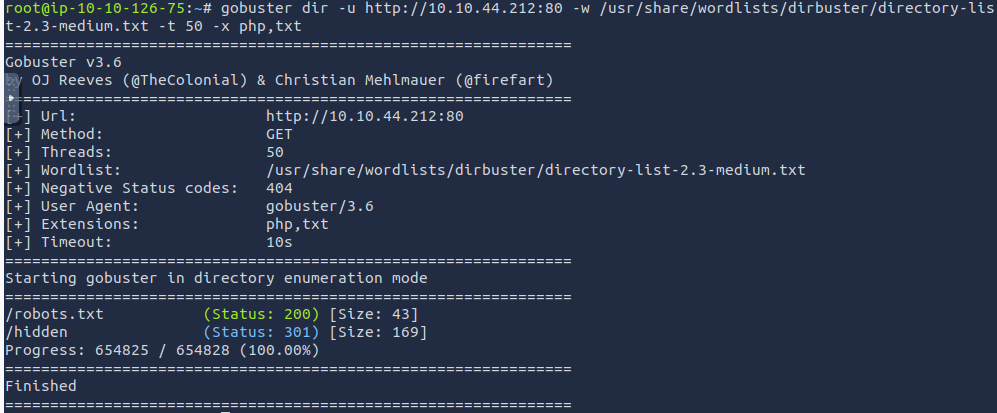 root@ip-10-10-126-75:~# gobuster dir -u http://10.10.44.212:80 -w /usr/share/wordlists/dirbuster/directory-lis
t-2.3-medium.txt -t 50 -x php,txt
===============================================================
Gobuster v3.6
by OJ Reeves (@TheColonial) & Christian Mehlmauer (@firefart)
===============================================================
[+] Url:                     http://10.10.44.212:80
[+] Method:                  GET
[+] Threads:                 50
[+] Wordlist:                /usr/share/wordlists/dirbuster/directory-list-2.3-medium.txt
[+] Negative Status codes:   404
[+] User Agent:              gobuster/3.6
[+] Extensions:              php,txt
[+] Timeout:                 10s
===============================================================
Starting gobuster in directory enumeration mode
===============================================================
/robots.txt           (Status: 200) [Size: 43]
/hidden               (Status: 301) [Size: 169]
Progress: 654825 / 654828 (100.00%)
===============================================================
Finished
===============================================================